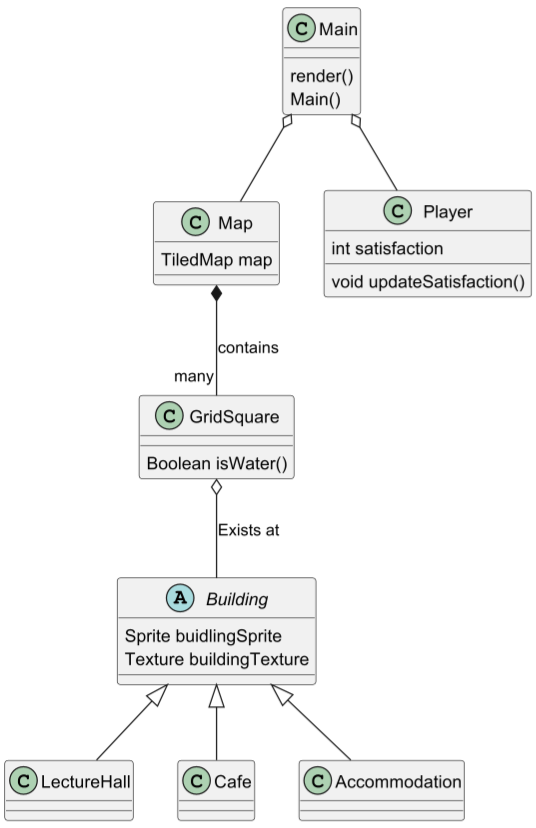 C Main
render()
Main()
C Map
TiledMap map
C Player
int satisfaction
void updateSatisfaction()
contains
many
C GridSquare
Boolean isWater()
Exists at
A Building
Sprite buidlingSprite
Texture buildingTexture
C LectureHall
C Cafe
C Accommodation